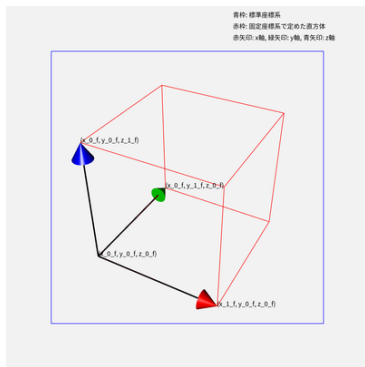 青枠: 標準座標系
赤枠: 固定座標系で定めた直方体
赤矢印: x軸, 緑矢印: y軸, 青矢印: z軸
(x_0_f, y_0_f, z_1_f)
(x_0_f, y_1_f, z_0_f)
(x_0_f, y_0_f, z_0_f)
(x_1_f, y_0_f, z_0_f)